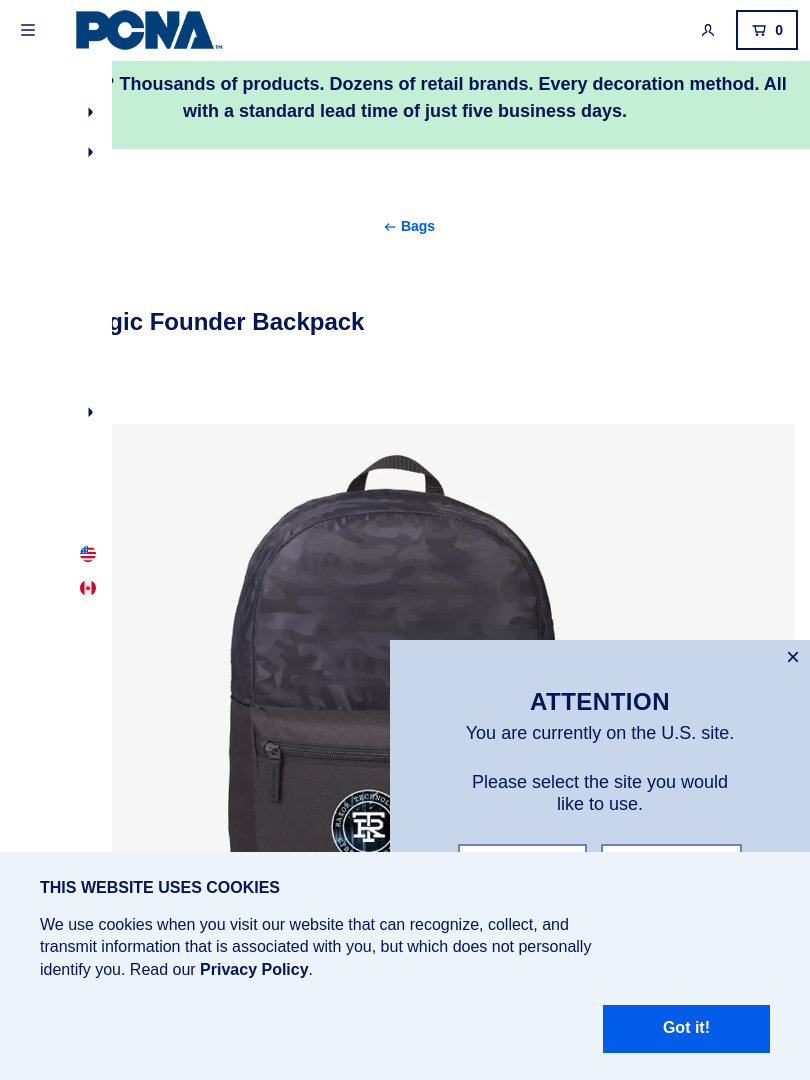 PCNA™
0
? Thousands of products. Dozens of retail brands. Every decoration method. All
with a standard lead time of just five business days.
← Bags
gic Founder Backpack
RAZOR TECHNOL
TR
×
ATTENTION
You are currently on the U.S. site.
Please select the site you would
like to use.
THIS WEBSITE USES COOKIES
We use cookies when you visit our website that can recognize, collect, and
transmit information that is associated with you, but which does not personally
identify you. Read our Privacy Policy.
Got it!